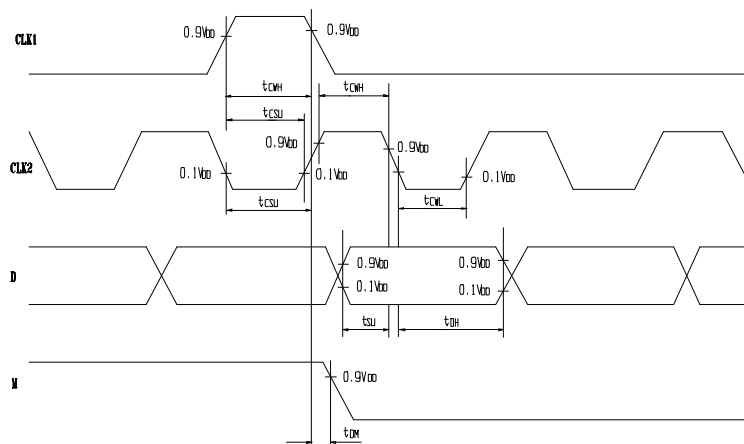 CLK1
0.9VDD
0.9VDD
tCWH
tCWH
tCSU
CLK2
0.9VDD
0.9VDD
0.1VDD
0.1VDD
0.1VDD
tCSU
tCWL
D
0.9VDD
0.9VDD
0.1VDD
0.1VDD
tSU
tDH
M
0.9VDD
tDM